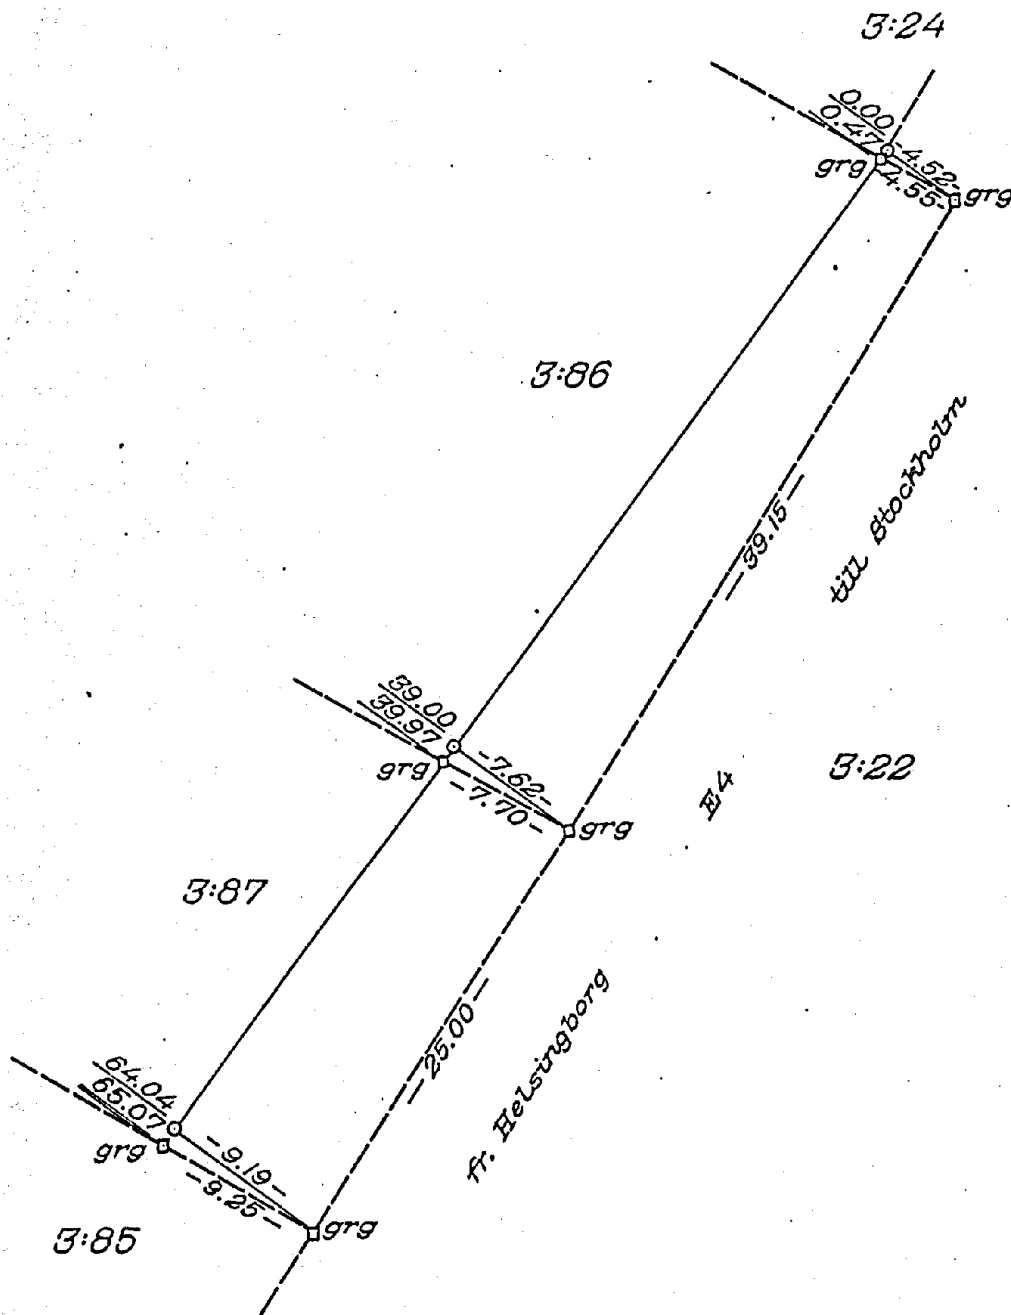 3:24
0.00
0.47
4.52
4.55
grg
grg
3:86
till Stockholm
39.15
39.00
39.97
7.62
7.70
grg
grg
3:22
E4
3:87
25.00
fr. Helsingborg
64.04
65.07
9.19
9.25
grg
grg
3:85